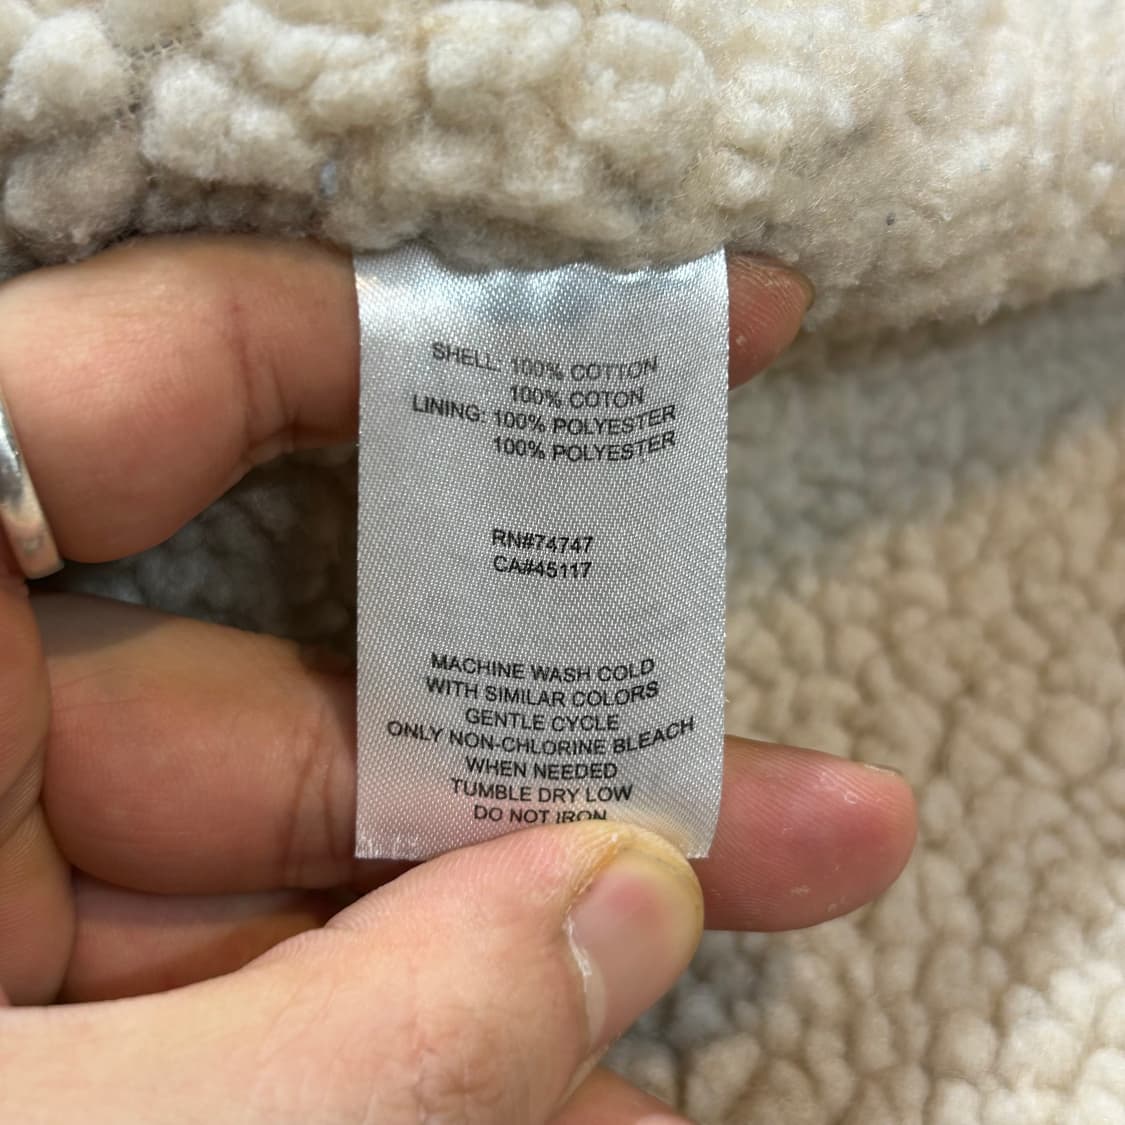 SHELL: 100% COTTON
100% COTON
LINING: 100% POLYESTER
100% POLYESTER
RN#74747
CA#45117
MACHINE WASH COLD
WITH SIMILAR COLORS
GENTLE CYCLE
ONLY NON-CHLORINE BLEACH
WHEN NEEDED
TUMBLE DRY LOW
DO NOT IRON